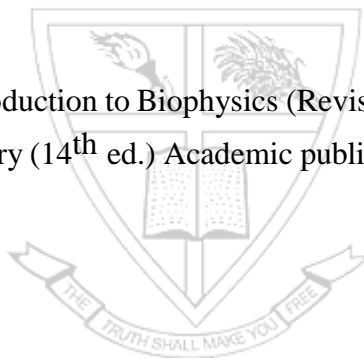 oduction to Biophysics (Revis
ry (14th ed.) Academic publi
THE TRUTH SHALL MAKE YOU FREE